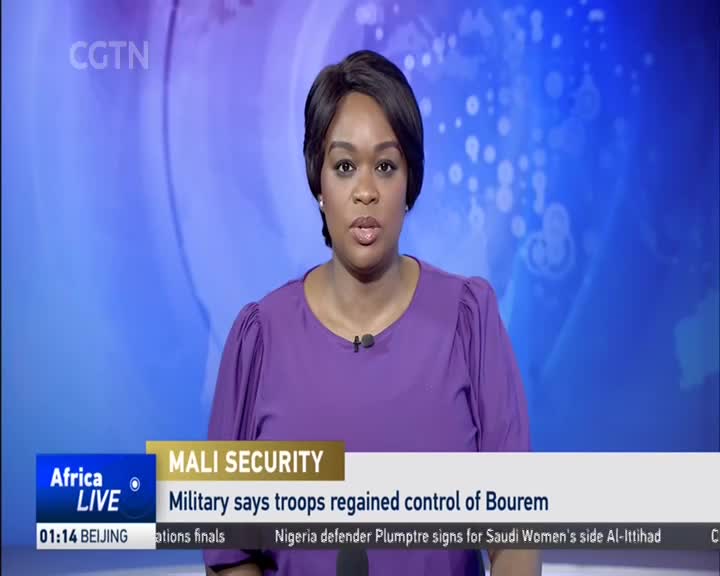 CGTN
MALI SECURITY
Africa
LIVE
Military says troops regained control of Bourem
01:14 BEIJING
ations finals Nigeria defender Plumptre signs for Saudi Women's side Al-Ittihad C